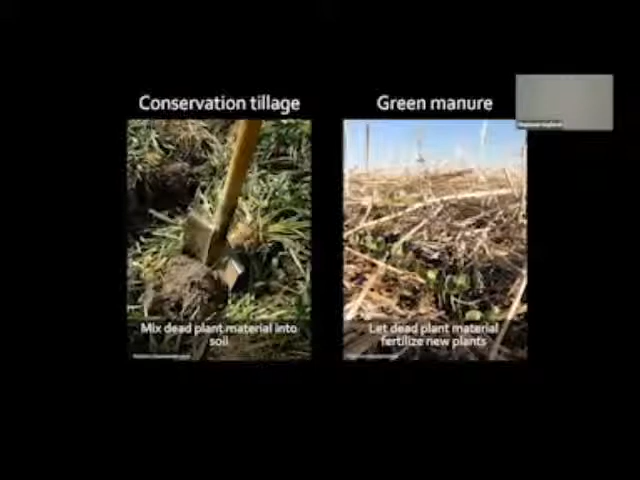 Conservation tillage
Green manure
Mix dead plant material into
soil
Let dead plant material
fertilize new plants